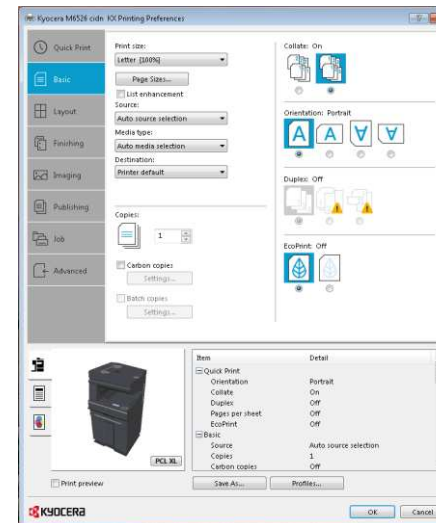 Kyocera M6526 cidn KX Printing Preferences
Quick Print
Basic
Layout
Finishing
Imaging
Publishing
Job
Advanced
Print size:
Letter [100%]
Page Sizes...
List enhancement
Source:
Auto source selection
Media type:
Auto media selection
Destination:
Printer default
Copies:
1
Carbon copies
Settings...
Batch copies
Settings...
Collate: On
Orientation: Portrait
A A A A
Duplex: Off
EcoPrint: Off
PCL XL
Print preview
Item Detail
Quick Print
Orientation Portrait
Collate On
Duplex Off
Pages per sheet Off
EcoPrint Off
Basic
Source Auto source selection
Copies 1
Carbon copies Off
Save As... Profiles...
KYOCERA
OK Cancel